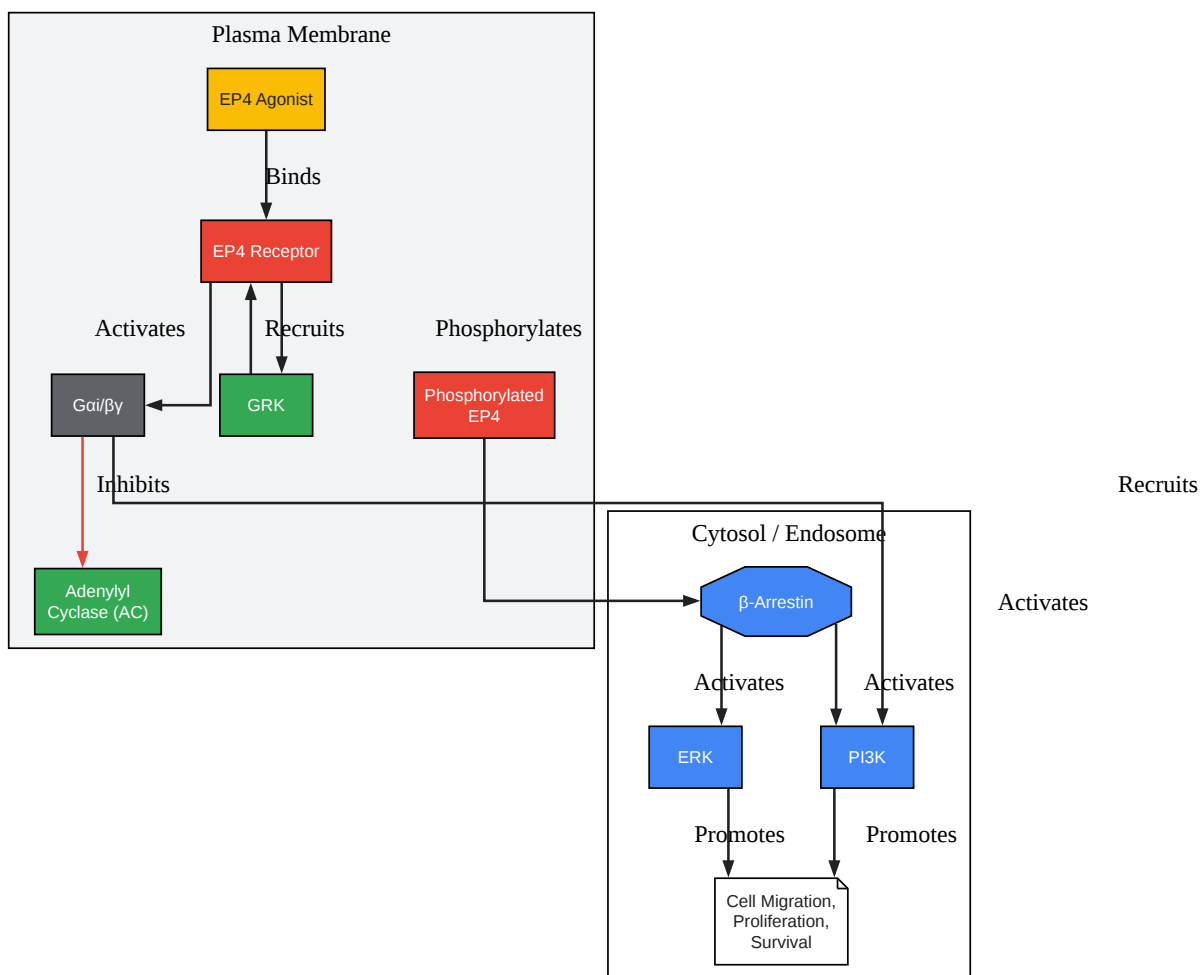 Plasma Membrane
EP4 Agonist
Binds
EP4 Receptor
Activates
Recruits
Phosphorylates
Gαi/βγ
GRK
Phosphorylated
EP4
Inhibits
Recruits
Cytosol / Endosome
Adenylyl
Cyclase (AC)
β-Arrestin
Activates
Activates
Activates
ERK
PI3K
Promotes
Promotes
Cell Migration,
Proliferation,
Survival